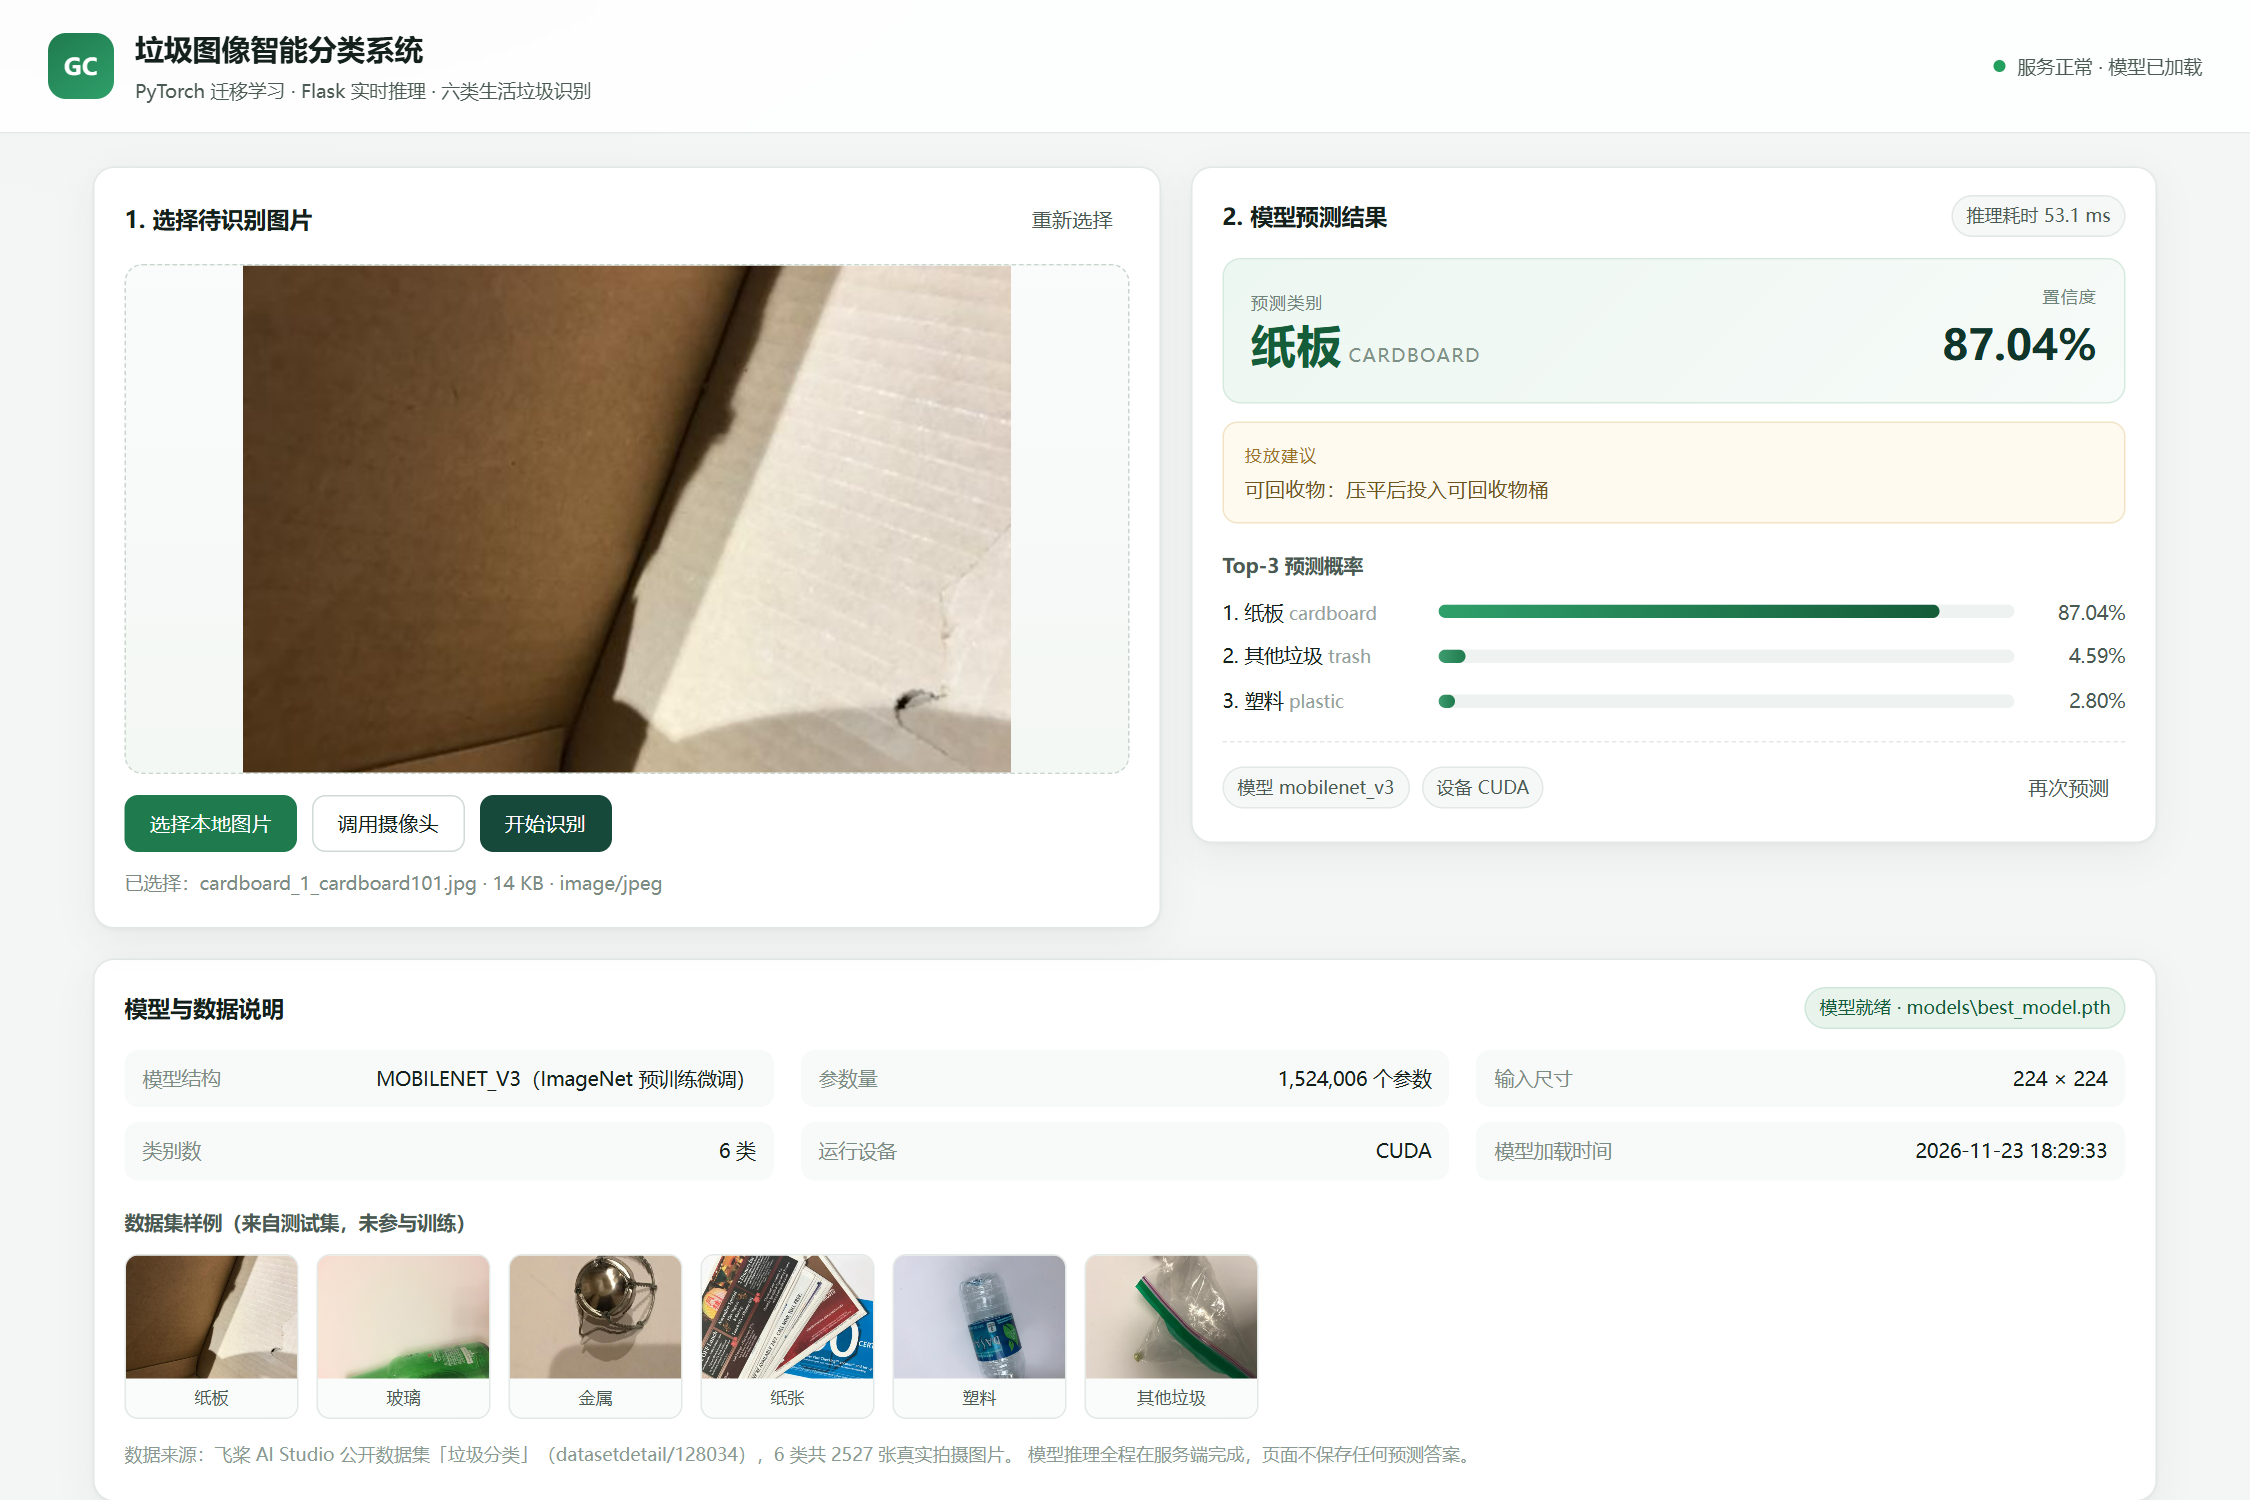 GC
垃圾图像智能分类系统
PyTorch 迁移学习 · Flask 实时推理 · 六类生活垃圾识别
服务正常 · 模型已加载
1. 选择待识别图片
重新选择
选择本地图片
调用摄像头
开始识别
已选择：cardboard_1_cardboard101.jpg · 14 KB · image/jpeg
2. 模型预测结果
推理耗时 53.1 ms
预测类别
纸板 CARDBOARD
置信度
87.04%
投放建议
可回收物：压平后投入可回收物桶
Top-3 预测概率
1. 纸板 cardboard 87.04%
2. 其他垃圾 trash 4.59%
3. 塑料 plastic 2.80%
模型 mobilenet_v3
设备 CUDA
再次预测
模型与数据说明
模型就绪 · models\best_model.pth
模型结构 MOBILENET_V3（ImageNet 预训练微调）
参数量 1,524,006 个参数
输入尺寸 224 × 224
类别数 6 类
运行设备 CUDA
模型加载时间 2026-11-23 18:29:33
数据集样例（来自测试集，未参与训练）
纸板
玻璃
金属
纸张
塑料
其他垃圾
数据来源：飞桨 AI Studio 公开数据集「垃圾分类」（datasetdetail/128034），6 类共 2527 张真实拍摄图片。 模型推理全程在服务端完成，页面不保存任何预测答案。